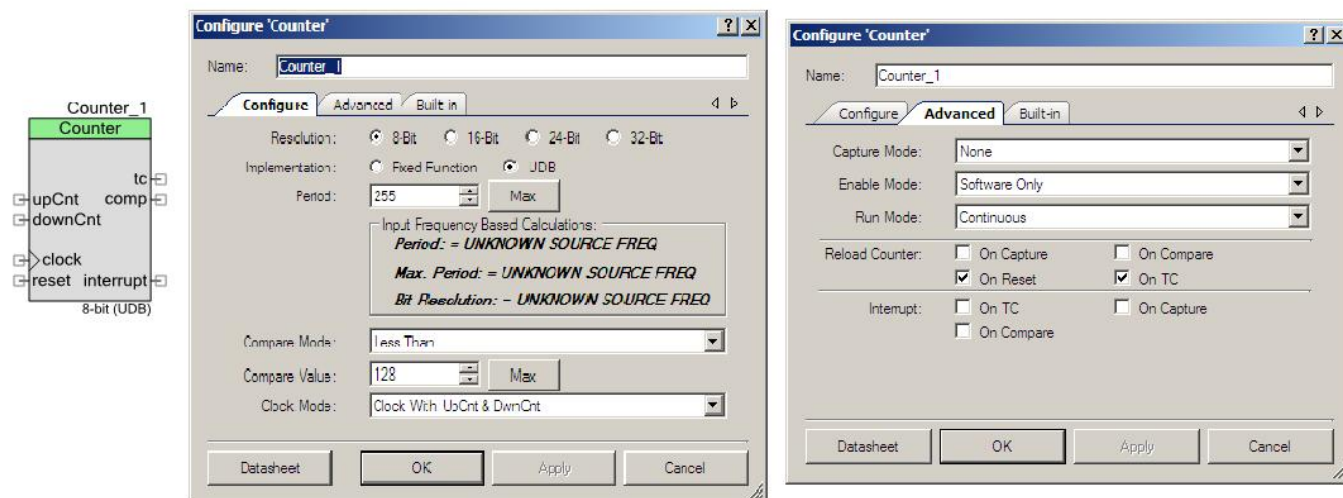 Counter_1
Counter
tc
upCnt comp
downCnt
clock
reset interrupt
8-bit (UDB)
Configure 'Counter'
Name: Counter_1
Configure Advanced Built in
Resolution: 8-Bit 16-Bit 24-Bit 32-Bit
Implementation: Fixed Function UDB
Period: 255 Max
Input Frequency Based Calculations:
Period: = UNKNOWN SOURCE FREQ
Max. Period: = UNKNOWN SOURCE FREQ
Bit Resolution: = UNKNOWN SOURCE FREQ
Compare Mode: Less Than
Compare Value: 128 Max
Clock Mode: Clock With UpCnt & DwnCnt
Datasheet OK Apply Cancel
Configure 'Counter'
Name: Counter_1
Configure Advanced Built-in
Capture Mode: None
Enable Mode: Software Only
Run Mode: Continuous
Reload Counter: On Capture On Compare
On Reset On TC
Interrupt: On TC On Capture
On Compare
Datasheet OK Apply Cancel